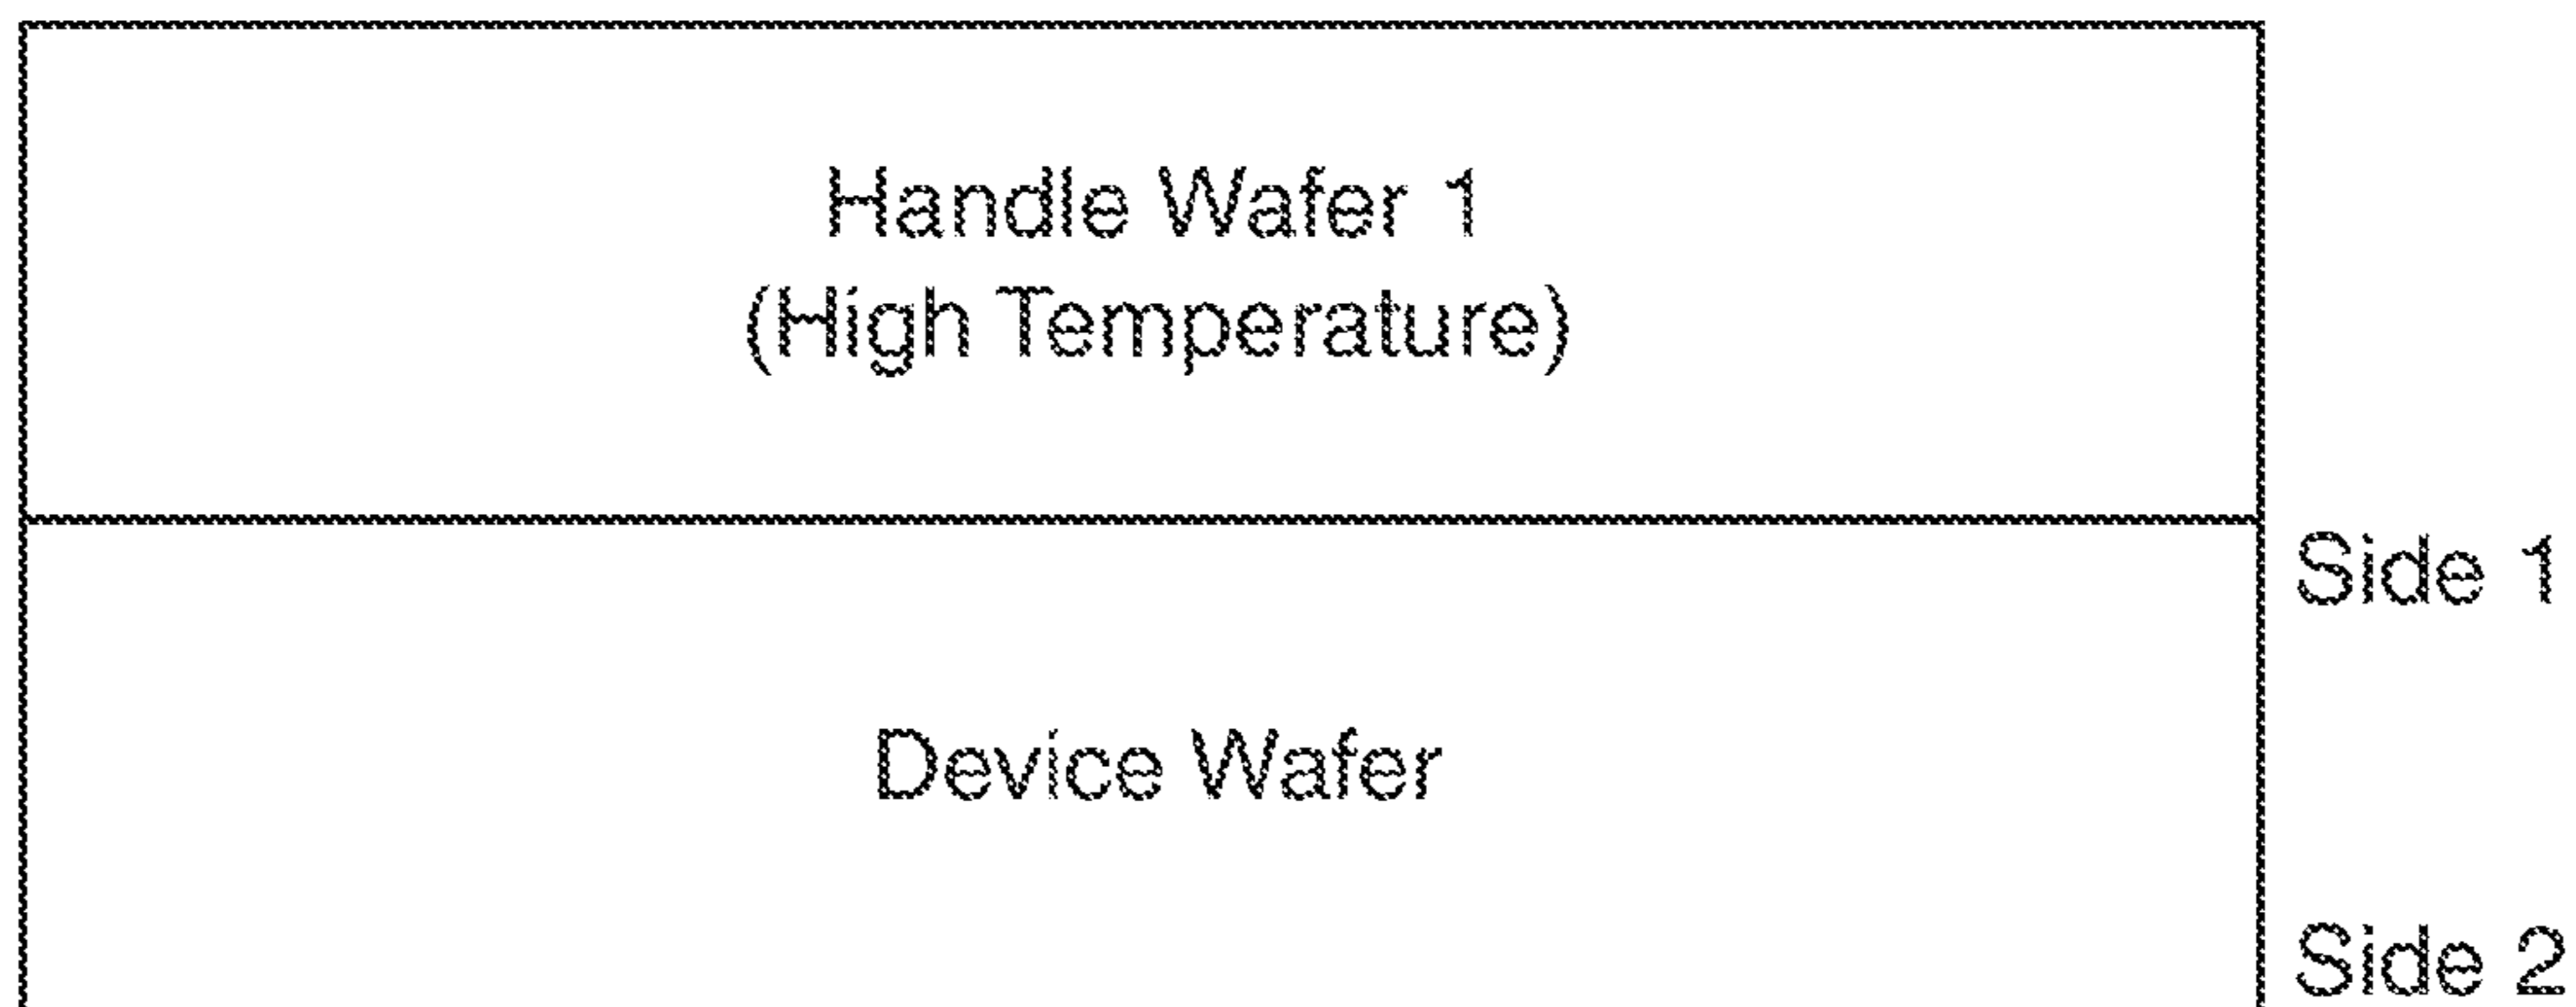 Handle Wafer 1
(High Temperature)
Side 1
Device Wafer
Side 2